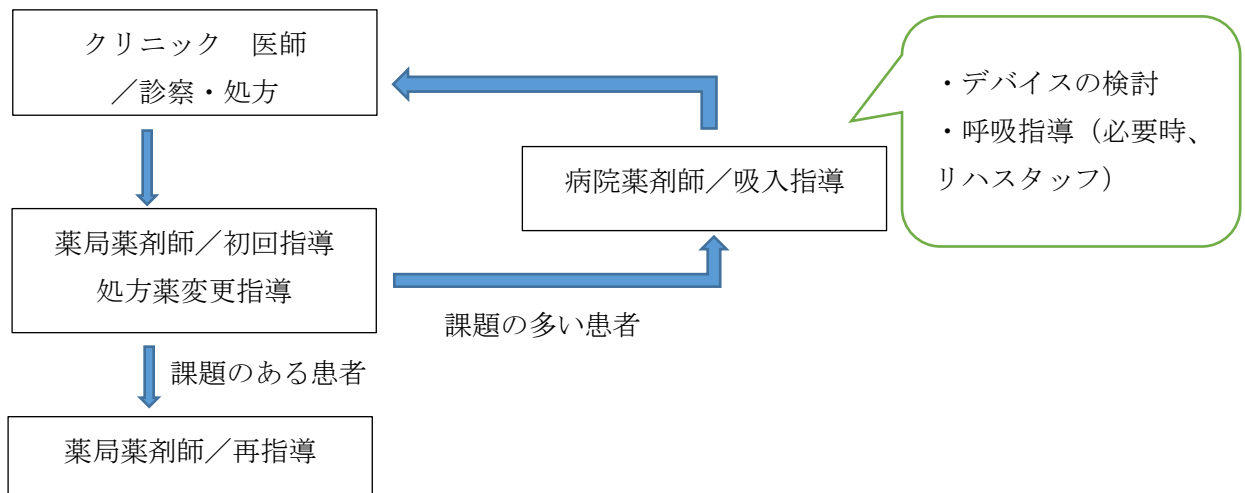 クリニック　医師
／診察・処方
・デバイスの検討
・呼吸指導（必要時、
リハスタッフ）
病院薬剤師／吸入指導
薬局薬剤師／初回指導
処方薬変更指導
課題の多い患者
課題のある患者
薬局薬剤師／再指導